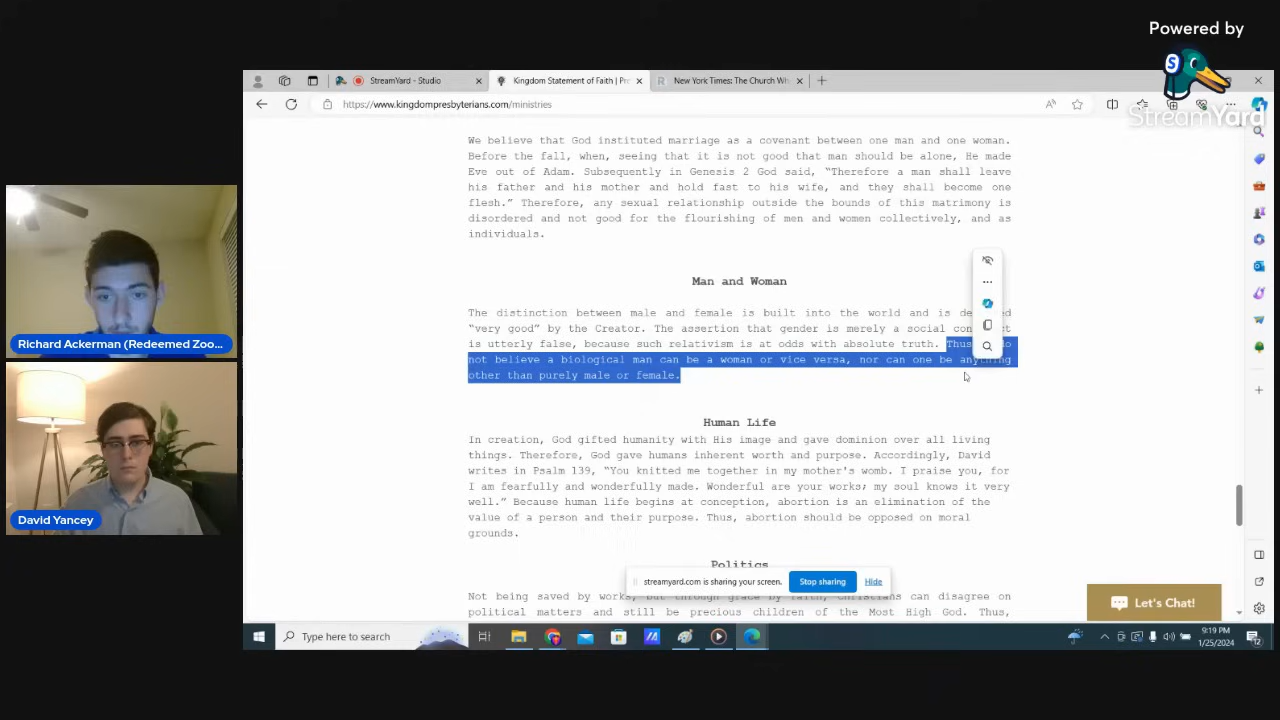 Powered by
StreamYard
StreamYard - Studio
Kingdom Statement of Faith | Pre
New York Times: The Church Wh
https://www.kingdompresbyterians.com/ministries
We believe that God instituted marriage as a covenant between one man and one woman.
Before the fall, when, seeing that it is not good that man should be alone, He made
Eve out of Adam. Subsequently in Genesis 2 God said, “Therefore a man shall leave
his father and his mother and hold fast to his wife, and they shall become one
flesh.” Therefore, any sexual relationship outside the bounds of this matrimony is
disordered and not good for the flourishing of men and women collectively, and as
individuals.
Man and Woman
The distinction between male and female is built into the world and is
“very good” by the Creator. The assertion that gender is merely a social
is utterly false, because such relativism is at odds with absolute truth. Thus
not believe a biological man can be a woman or vice versa, nor can one be anything
other than purely male or female.
Human Life
In creation, God gifted humanity with His image and gave dominion over all living
things. Therefore, God gave humans inherent worth and purpose. Accordingly, David
writes in Psalm 139, “You knitted me together in my mother's womb. I praise you, for
I am fearfully and wonderfully made. Wonderful are your works; my soul knows it very
well.” Because human life begins at conception, abortion is an elimination of the
value of a person and their purpose. Thus, abortion should be opposed on moral
grounds.
Politics
streamyard.com is sharing your screen.
Stop sharing
Hide
Not being saved by works, but through grace by faith, Christians can disagree on
political matters and still be precious children of the Most High God. Thus,
Let's Chat!
Type here to search
9:19 PM
1/25/2024
12
Richard Ackerman (Redeemed Zoo...
David Yancey